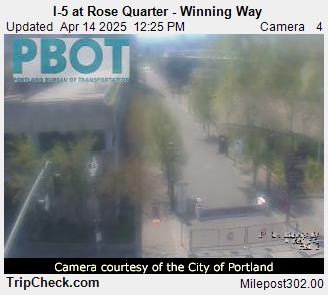 I-5 at Rose Quarter - Winning Way
Updated Apr 14 2025 12:25 PM Camera 4
PBOT
PORTLAND BUREAU OF TRANSPORTATION
Camera courtesy of the City of Portland
TripCheck.com Milepost302.00